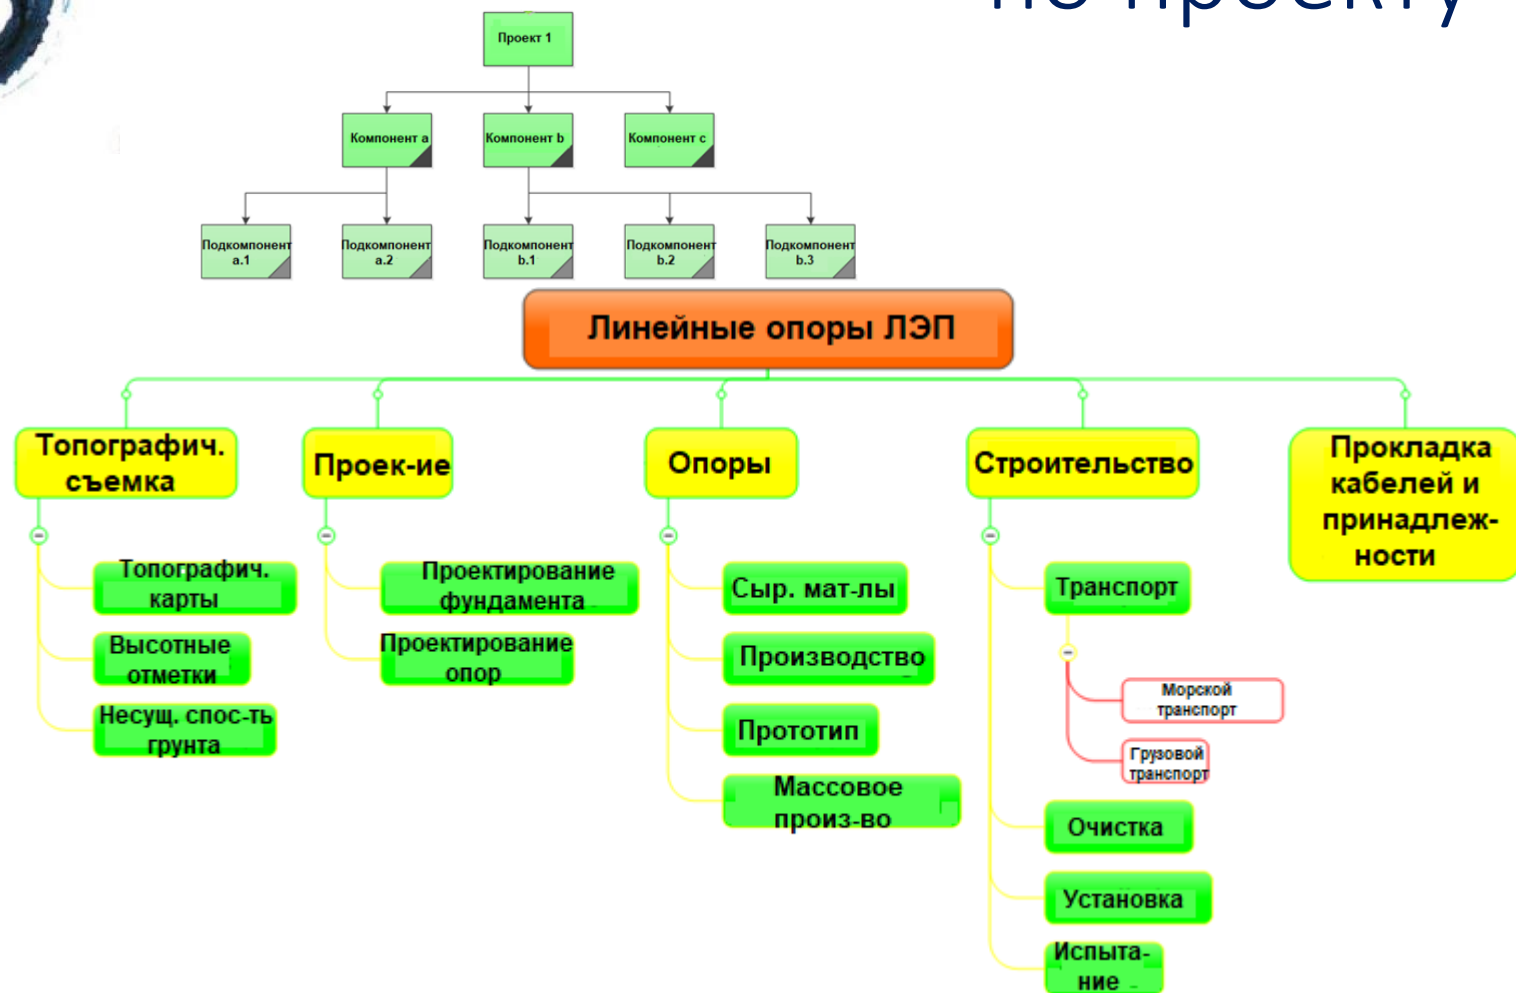 по проекту
Проект 1
Компонент a
Компонент b
Компонент c
Подкомпонент
a.1
Подкомпонент
a.2
Подкомпонент
b.1
Подкомпонент
b.2
Подкомпонент
b.3
Линейные опоры ЛЭП
Топографич.
съемка
Топографич.
карты
Высотные
отметки
Несущ. спос-ть
грунта
Проек-ие
Проектирование
фундамента
Проектирование
опор
Опоры
Сыр. мат-лы
Производство
Прототип
Массовое
произ-во
Строительство
Транспорт
Морской
транспорт
Грузовой
транспорт
Очистка
Установка
Испыта-
ние
Прокладка
кабелей и
принадлеж-
ности